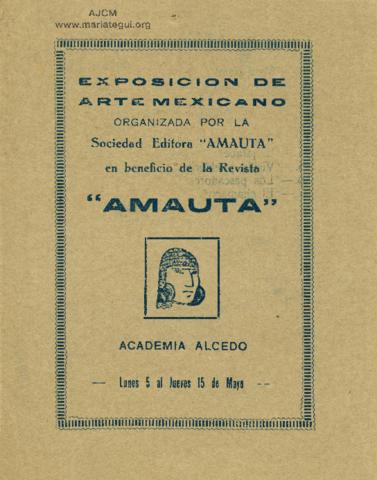 AJCM
www.mariategui.org
EXPOSICION DE
ARTE MEXICANO
ORGANIZADA POR LA
Sociedad Editora "AMAUTA"
en beneficio de la Revista
"AMAUTA"
ACADEMIA ALCEDO
— Lunes 5 al Jueves 15 de Mayo --